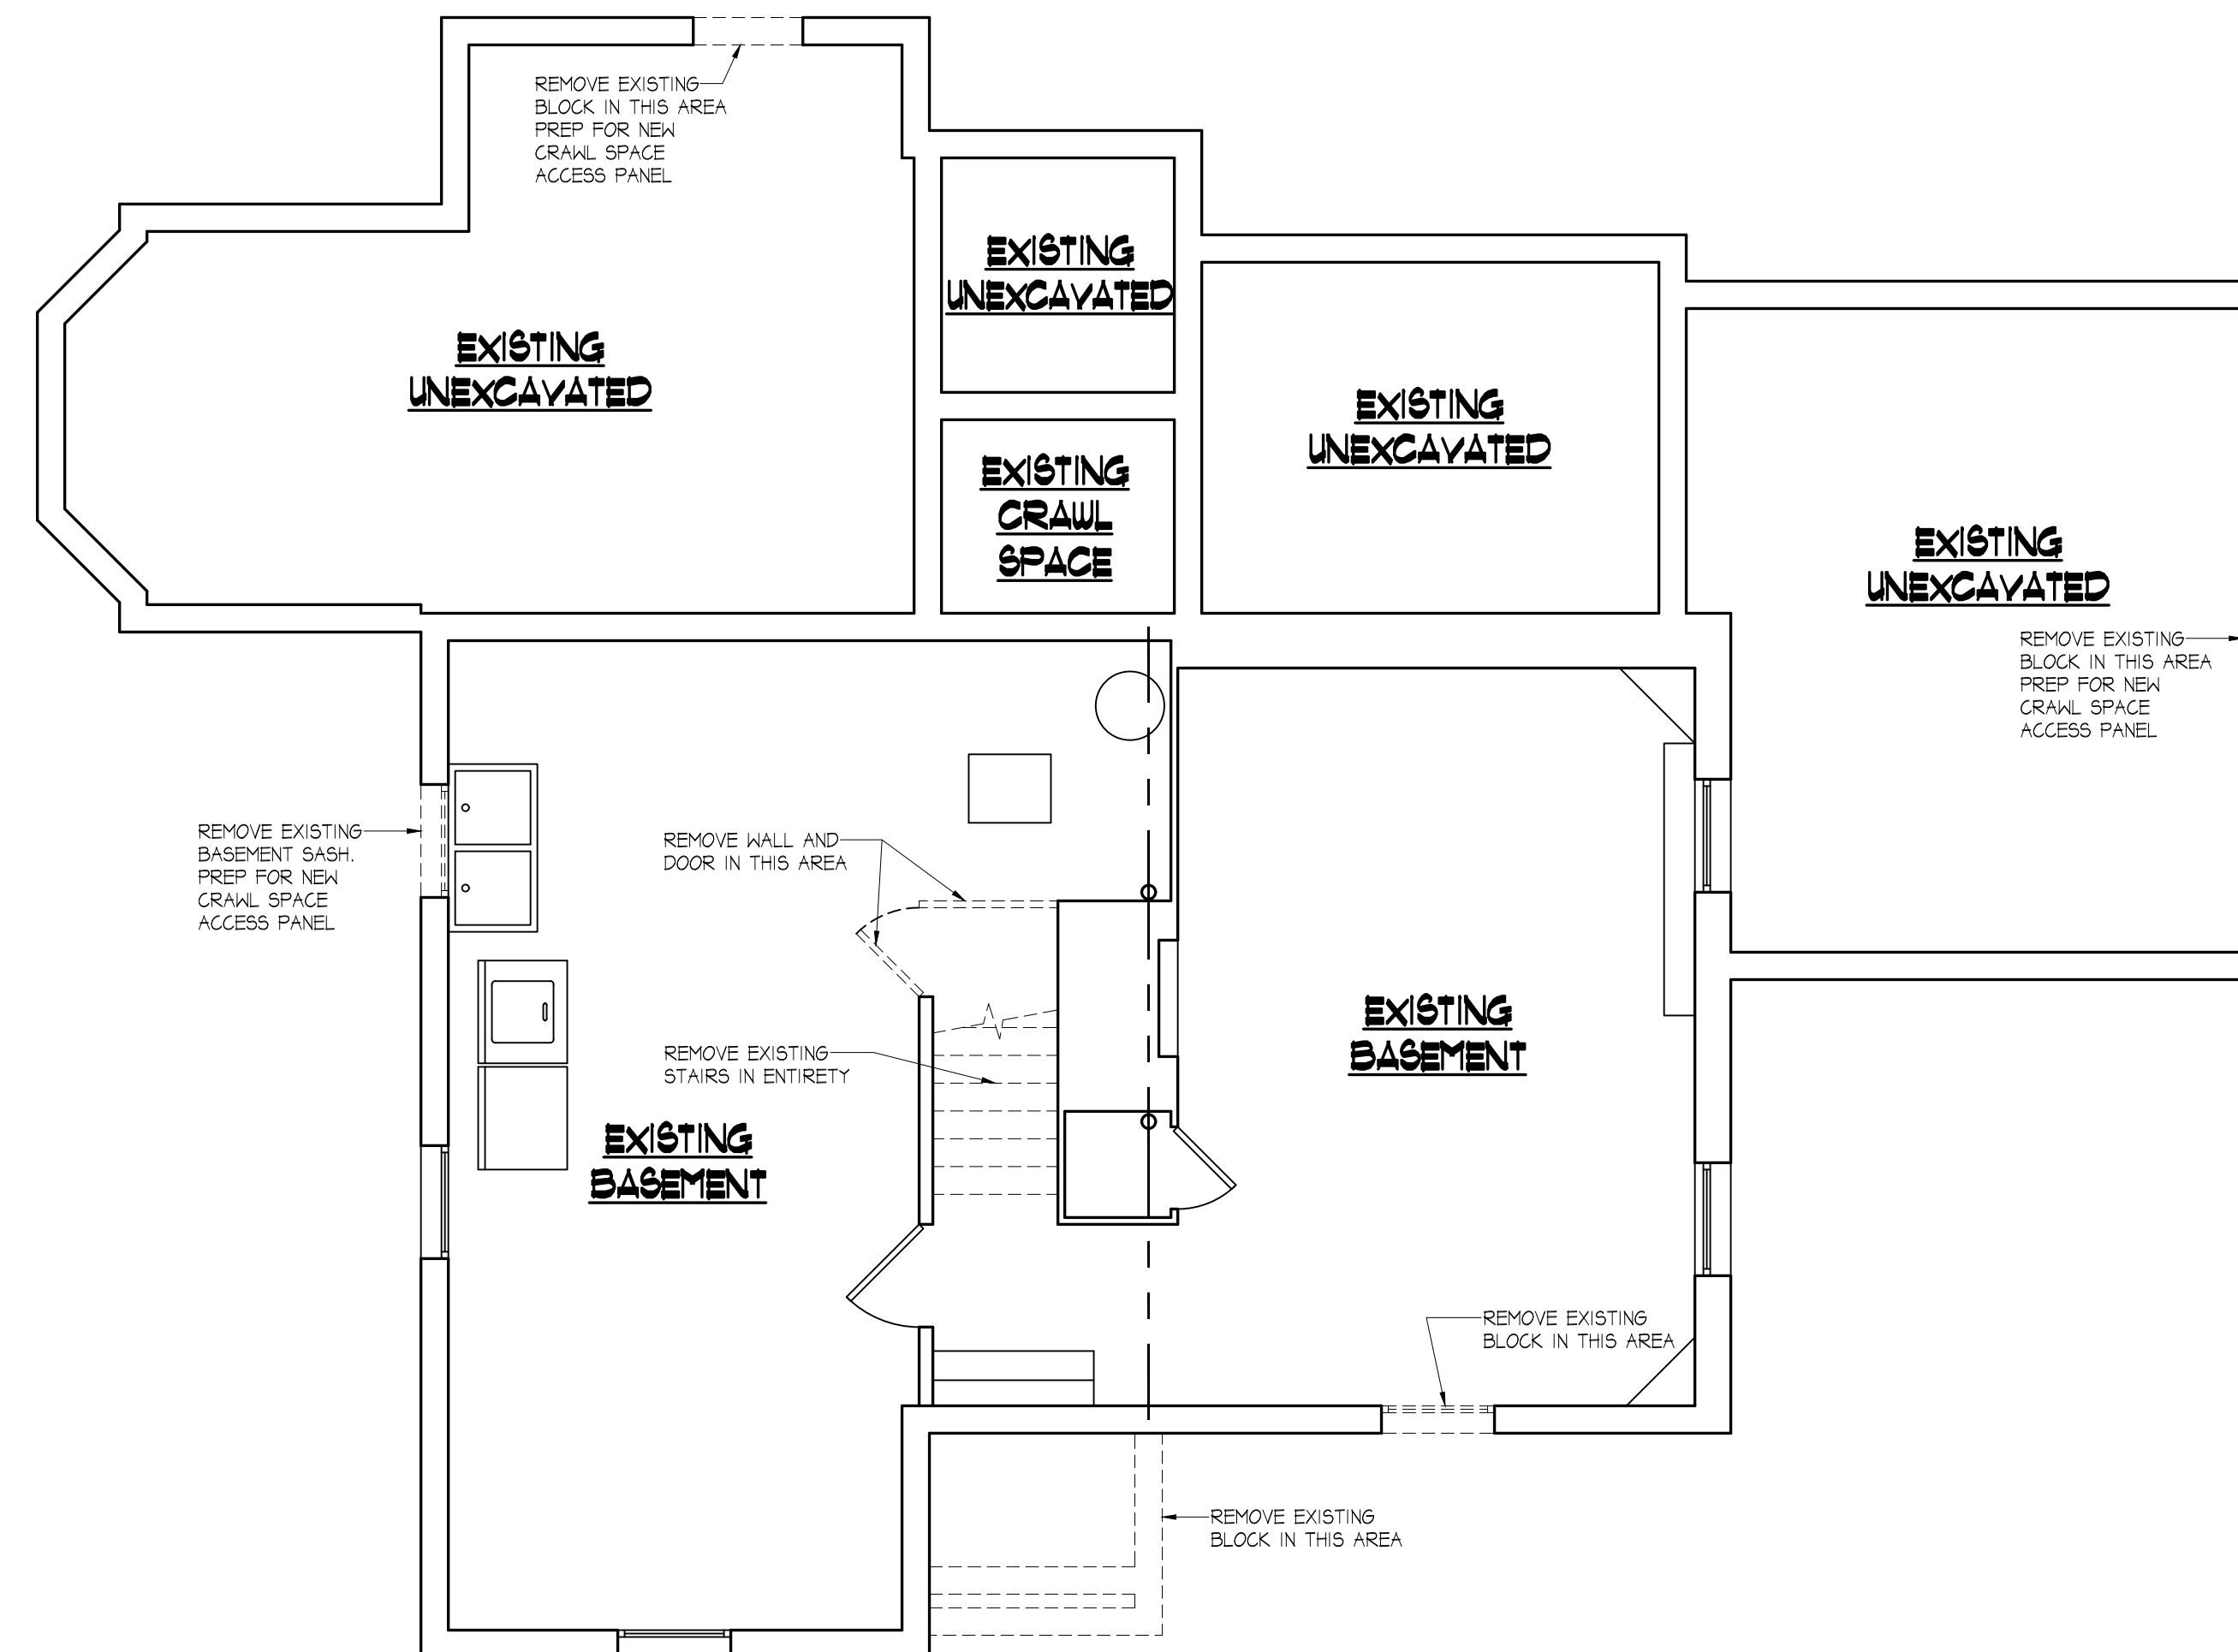 REMOVE EXISTING
BLOCK IN THIS AREA
PREP FOR NEW
CRAWL SPACE
ACCESS PANEL
EXISTING
UNEXCAVATED
EXISTING
UNEXCAVATED
EXISTING
UNEXCAVATED
EXISTING
CRAWL
SPACE
EXISTING
UNEXCAVATED
REMOVE EXISTING
BLOCK IN THIS AREA
PREP FOR NEW
CRAWL SPACE
ACCESS PANEL
REMOVE EXISTING
BASEMENT SASH.
PREP FOR NEW
CRAWL SPACE
ACCESS PANEL
REMOVE WALL AND
DOOR IN THIS AREA
REMOVE EXISTING
STAIRS IN ENTIRETY
EXISTING
BASEMENT
EXISTING
BASEMENT
REMOVE EXISTING
BLOCK IN THIS AREA
REMOVE EXISTING
BLOCK IN THIS AREA